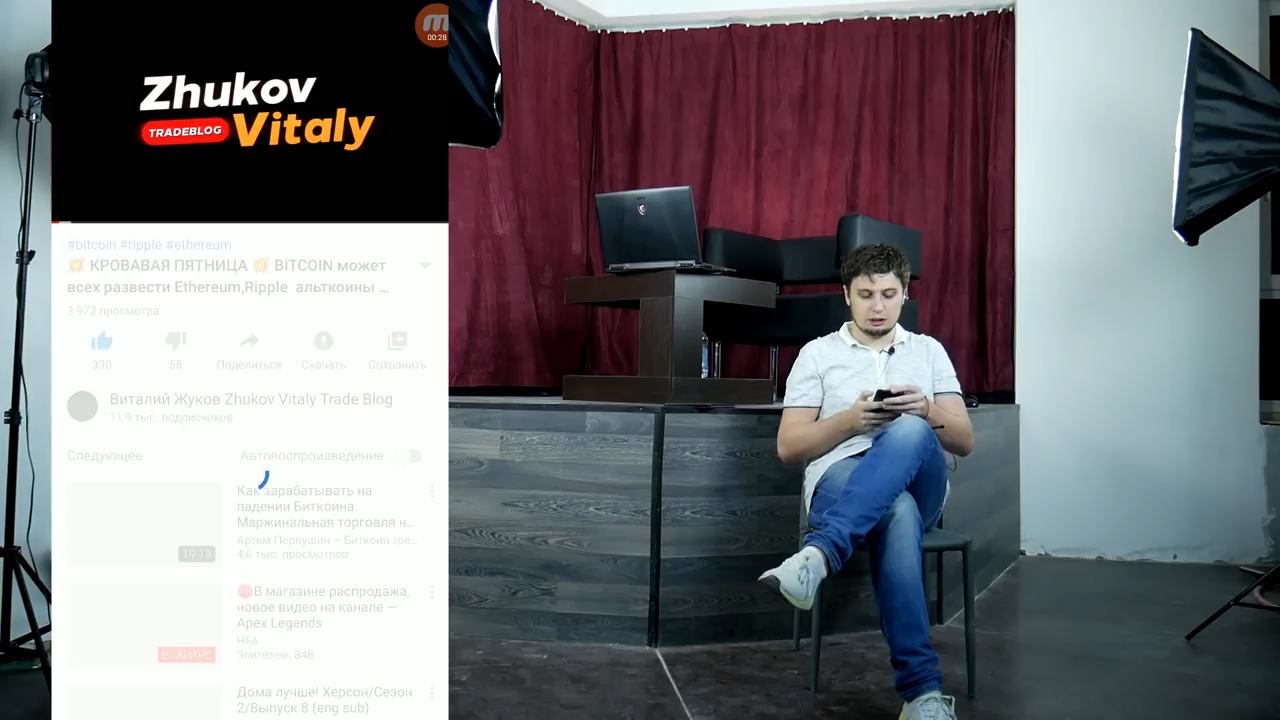 00:28
Zhukov
TRADEBLOG Vitaly
#bitcoin #ripple #ethereum
💥 КРОВАВАЯ ПЯТНИЦА 💥 BITCOIN может
всех развести Ethereum,Ripple альткоины ...
3 972 просмотра
330
58
Поделиться
Скачать
Сохранить
Виталий Жуков Zhukov Vitaly Trade Blog
11,9 тыс. подписчиков
Следующее
Автовоспроизведение
Как зарабатывать на
падении Биткоина.
Маржинальная торговля н...
Артем Первушин – Биткоин тре...
4,6 тыс. просмотров
19:13
🔴В магазине распродажа,
новое видео на канале —
Apex Legends
HFA
Зрителей: 848
В ЭФИРЕ
Дома лучше! Херсон/Сезон
2/Выпуск 8 (eng sub)